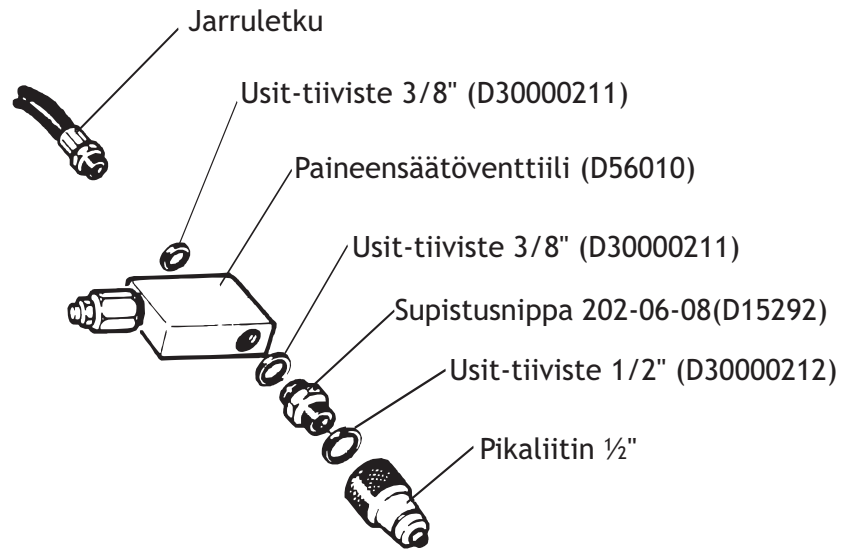 Jarruletku
Usit-tiiviste 3/8" (D30000211)
Paineensäätöventtiili (D56010)
Usit-tiiviste 3/8" (D30000211)
Supistusnippa 202-06-08(D15292)
Usit-tiiviste 1/2" (D30000212)
Pikaliitin ½"